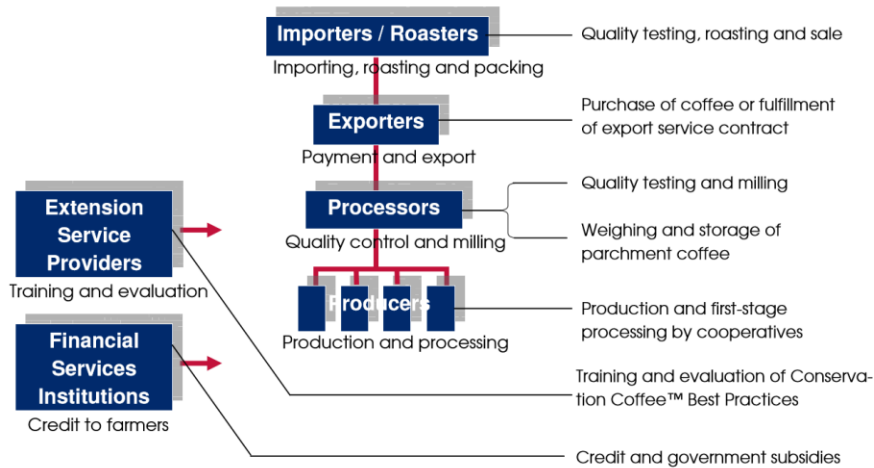 Importers / Roasters
Importing, roasting and packing
Quality testing, roasting and sale
Exporters
Payment and export
Purchase of coffee or fulfillment
of export service contract
Processors
Quality control and milling
Quality testing and milling
Weighing and storage of
parchment coffee
Extension
Service
Providers
Training and evaluation
Producers
Production and processing
Production and first-stage
processing by cooperatives
Financial
Services
Institutions
Credit to farmers
Training and evaluation of Conserva-
tion Coffee™ Best Practices
Credit and government subsidies